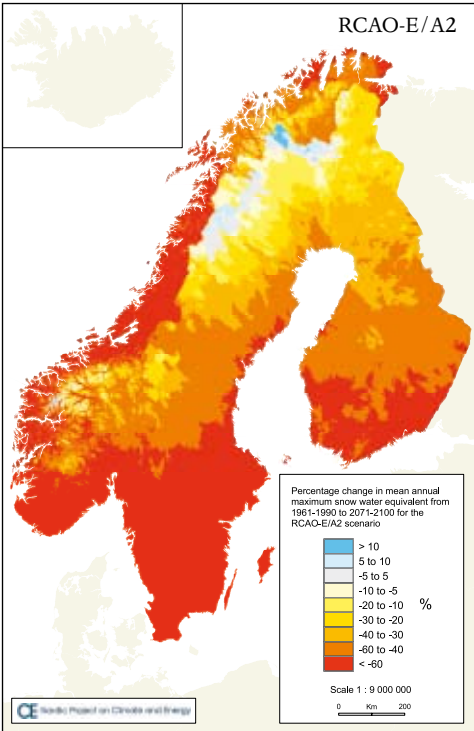 RCAO-E/A2
Percentage change in mean annual
maximum snow water equivalent from
1961-1990 to 2071-2100 for the
RCAO-E/A2 scenario
> 10
5 to 10
-5 to 5
-10 to -5
-20 to -10
%
-30 to -20
-40 to -30
-60 to -40
< -60
Scale 1 : 9 000 000
0 Km 200
CE Nordic Project on Climate and Energy